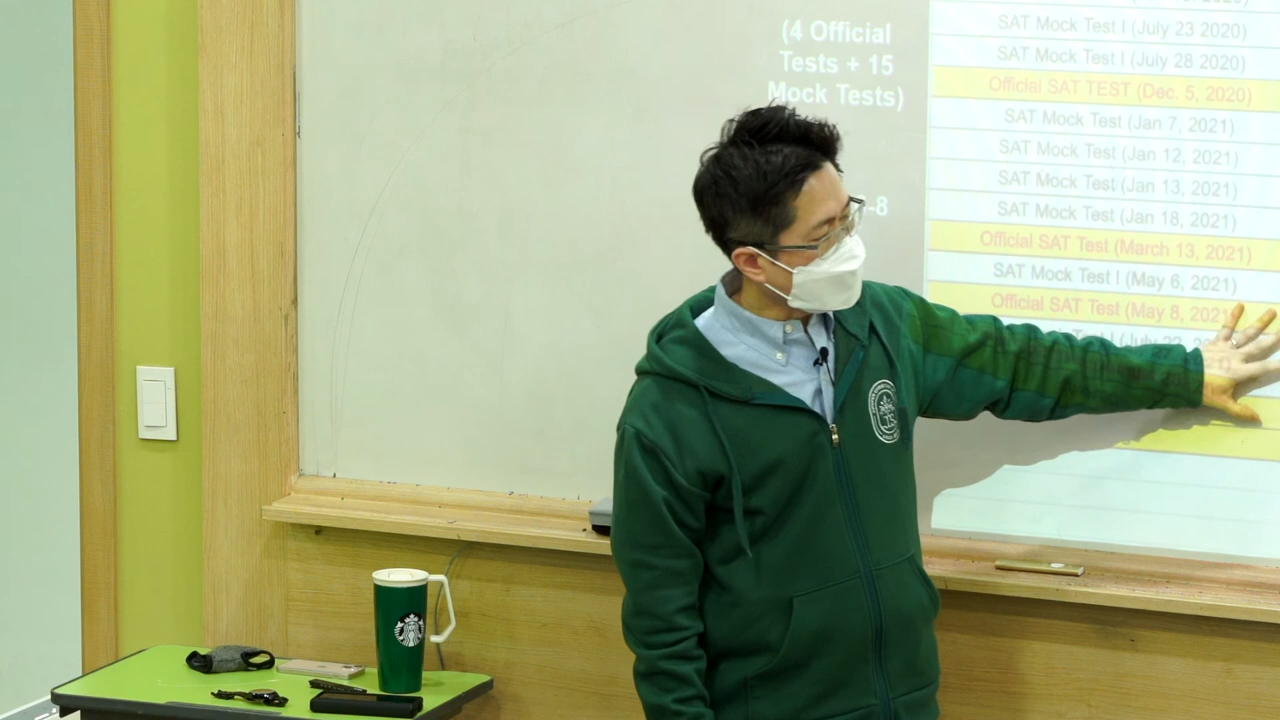 (4 Official
Tests + 15
Mock Tests)
-8
SAT Mock Test I (July 23 2020)
SAT Mock Test I (July 28 2020)
Official SAT TEST (Dec. 5, 2020)
SAT Mock Test (Jan 7, 2021)
SAT Mock Test (Jan 12, 2021)
SAT Mock Test (Jan 13, 2021)
SAT Mock Test (Jan 18, 2021)
Official SAT Test (March 13, 2021)
SAT Mock Test I (May 6, 2021)
Official SAT Test (May 8, 2021
Test I (July